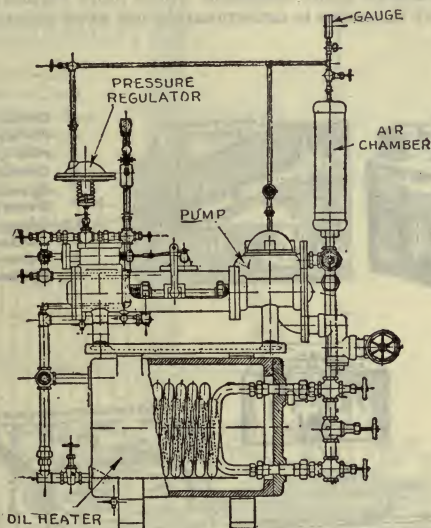 GAUGE
PRESSURE
REGULATOR
AIR
CHAMBER
PUMP
OIL HEATER